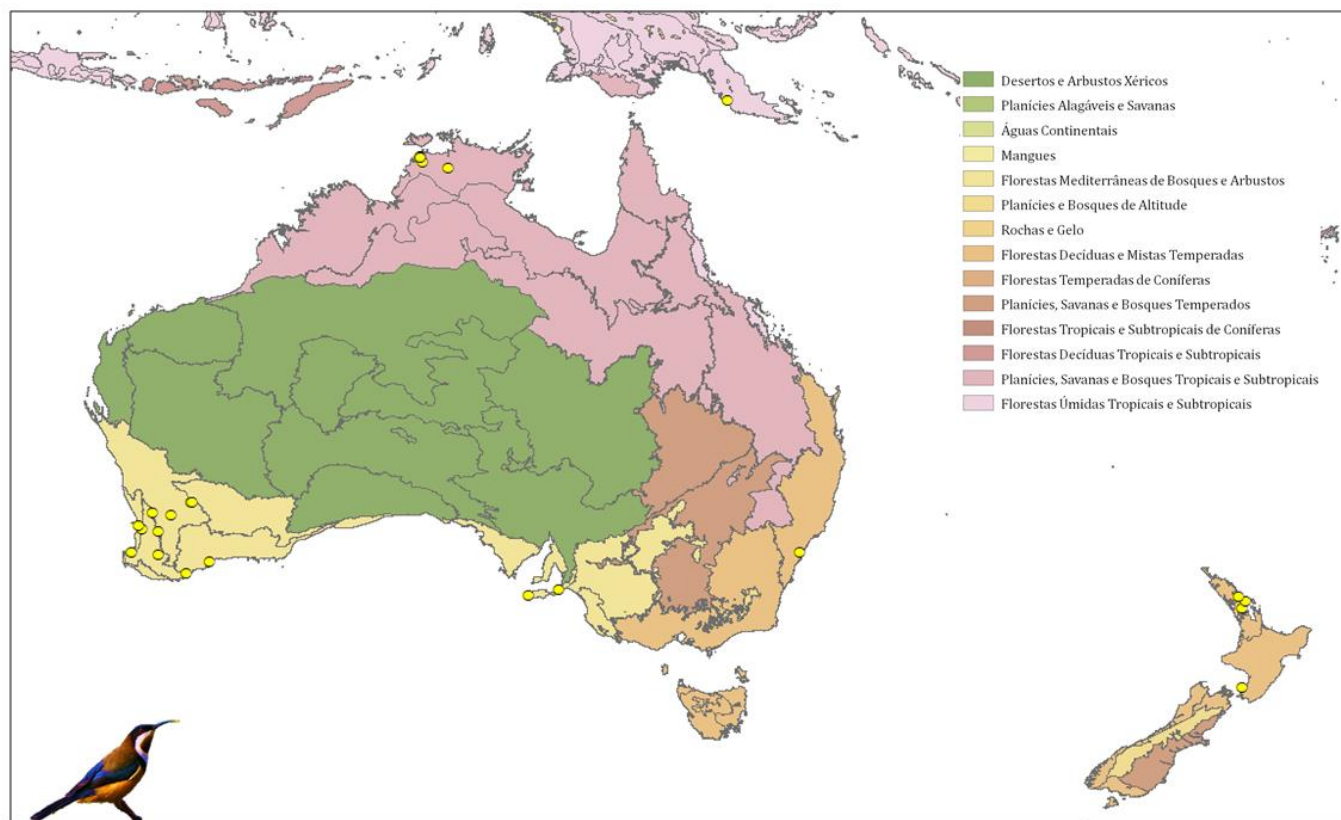 Desertos e Arbustos Xéricos
Planícies Alagáveis e Savanas
Águas Continentais
Mangues
Florestas Mediterrâneas de Bosques e Arbustos
Planícies e Bosques de Altitude
Rochas e Gelo
Florestas Decíduas e Mistas Temperadas
Florestas Temperadas de Coníferas
Planícies, Savanas e Bosques Temperados
Florestas Tropicais e Subtropicais de Coníferas
Florestas Decíduas Tropicais e Subtropicais
Planícies, Savanas e Bosques Tropicais e Subtropicais
Florestas Úmidas Tropicais e Subtropicais